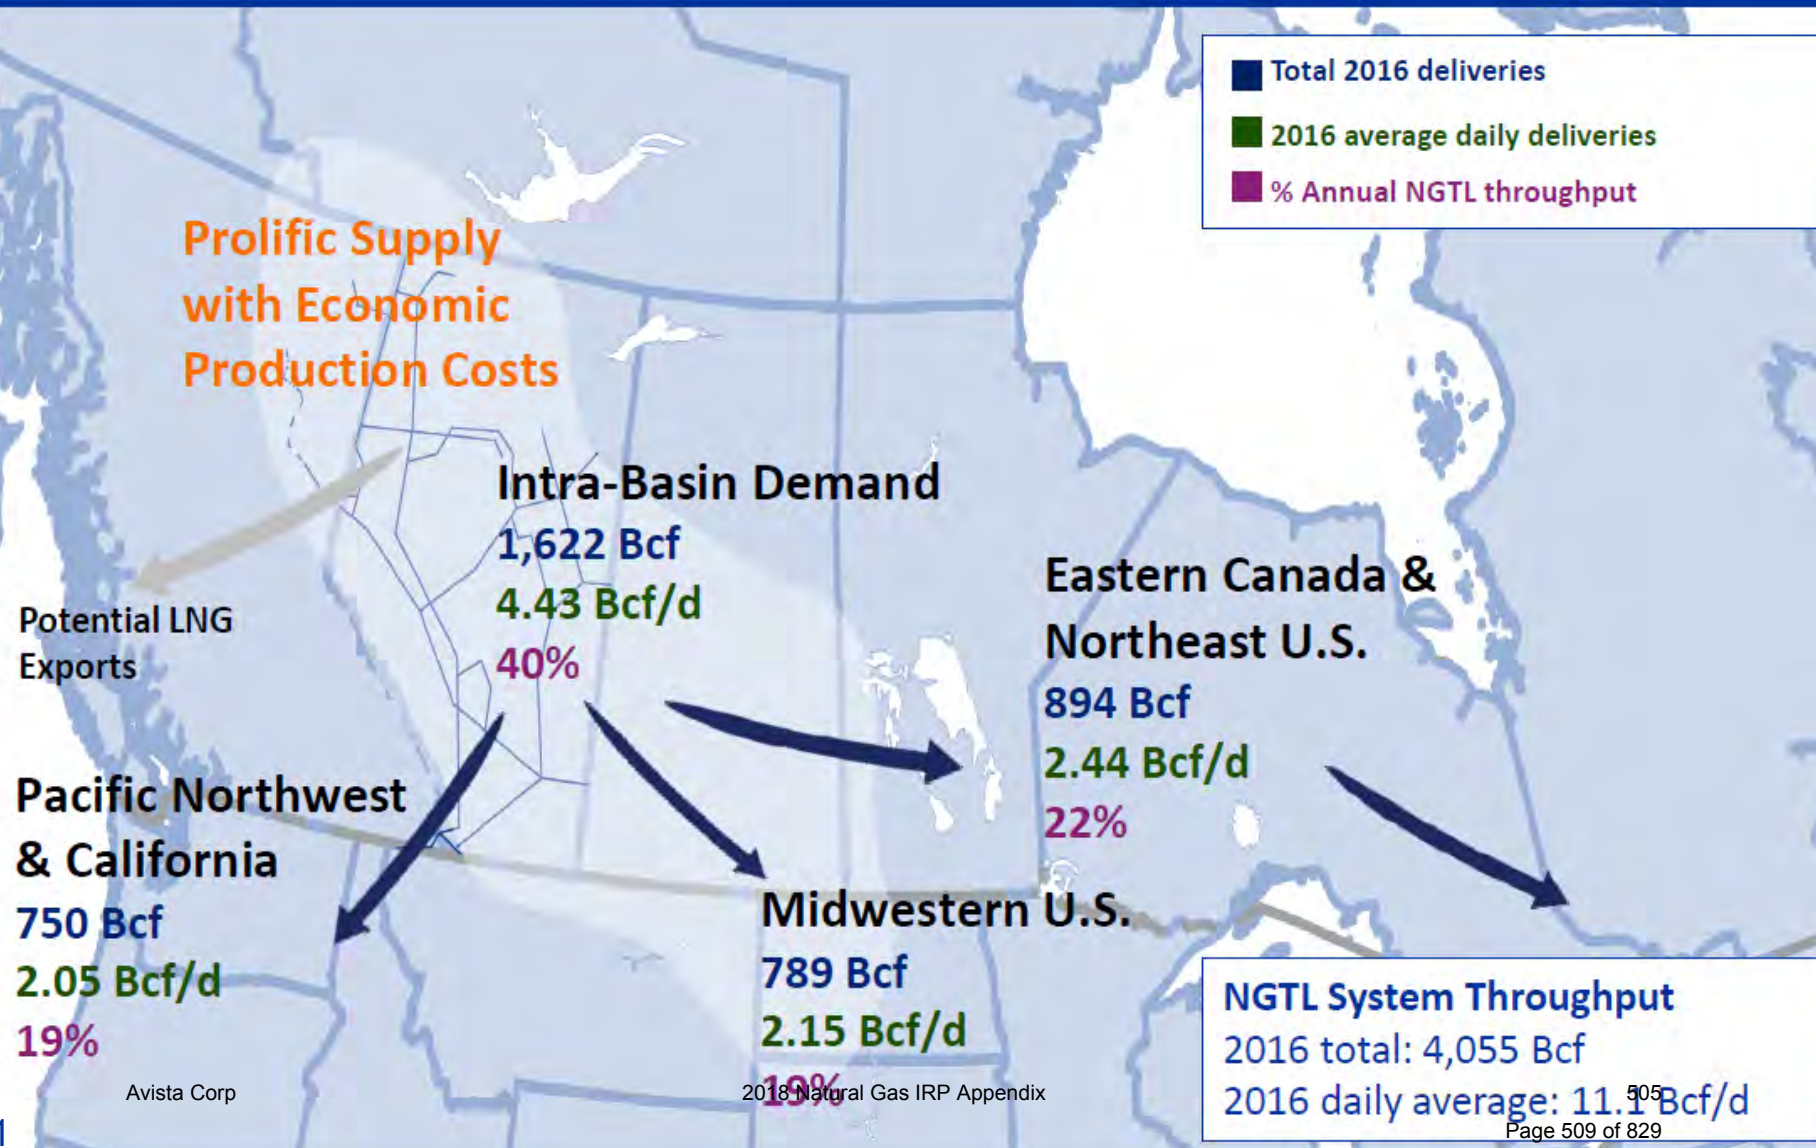 Total 2016 deliveries
2016 average daily deliveries
% Annual NGTL throughput
Prolific Supply
with Economic
Production Costs
Intra-Basin Demand
1,622 Bcf
4.43 Bcf/d
40%
Potential LNG
Exports
Eastern Canada &
Northeast U.S.
894 Bcf
2.44 Bcf/d
22%
Pacific Northwest
& California
750 Bcf
2.05 Bcf/d
19%
Midwestern U.S.
789 Bcf
2.15 Bcf/d
19%
NGTL System Throughput
2016 total: 4,055 Bcf
2016 daily average: 11.1 Bcf/d
Avista Corp
2018 Natural Gas IRP Appendix
505
Page 509 of 829